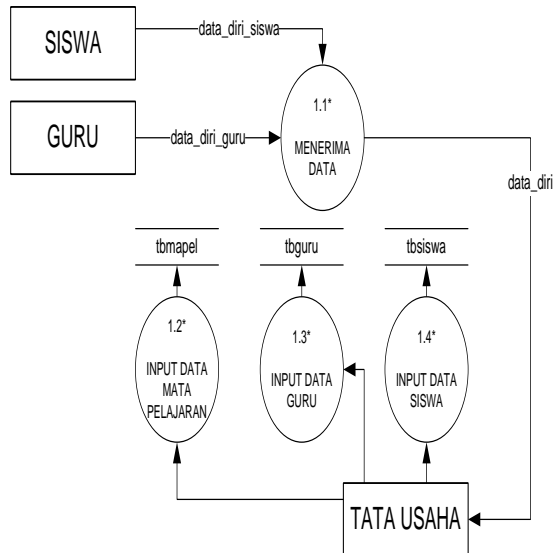 SISWA
data_diri_siswa
1.1*
MENERIMA
DATA
GURU
data_diri_guru
data_diri
tbmapel
tbguru
tbsiswa
1.2*
INPUT DATA
MATA
PELAJARAN
1.3*
INPUT DATA
GURU
1.4*
INPUT DATA
SISWA
TATA USAHA